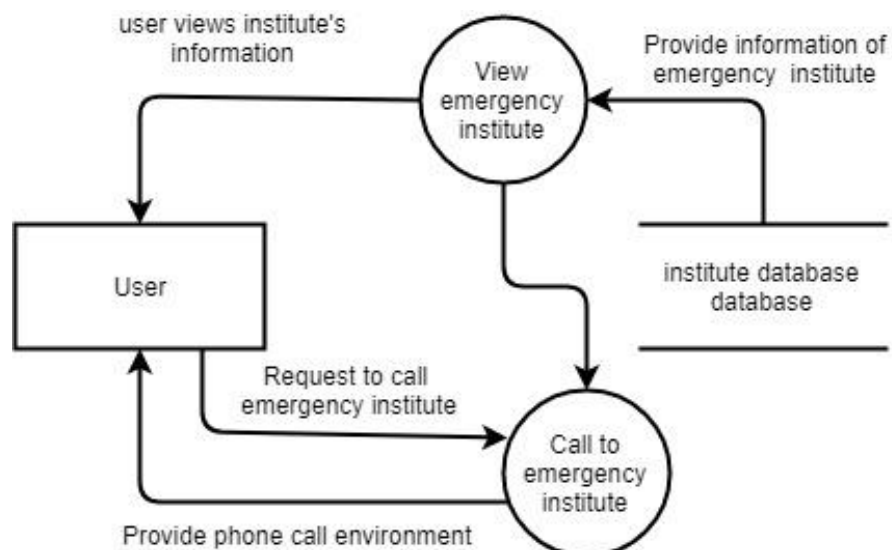 user views institute's
information
View
emergency
institute
Provide information of
emergency institute
User
institute database
database
Request to call
emergency institute
Call to
emergency
institute
Provide phone call environment